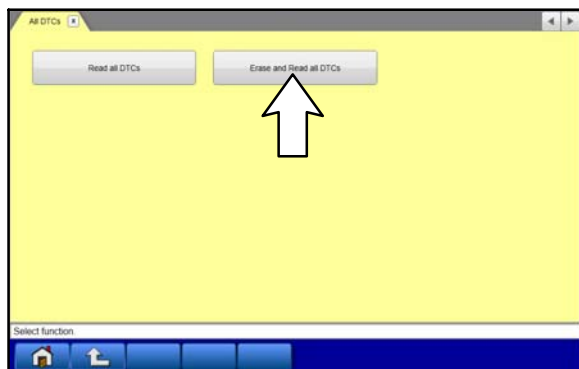 All DTCs
Read all DTCs
Erase and Read all DTCs
Select function.